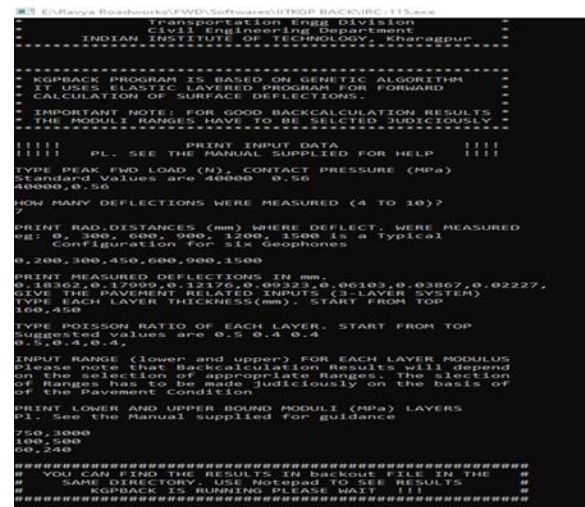 E:\Ravya Roadworks\FWD\Softwares\IITKGP BACK\IRC-115.exe
* Transportation Engg Division *
* Civil Engineering Department *
* INDIAN INSTITUTE OF TECHNOLOGY, Kharagpur *
* KGPBACK PROGRAM IS BASED ON GENETIC ALGORITHM *
* IT USES ELASTIC LAYERED PROGRAM FOR FORWARD *
* CALCULATION OF SURFACE DEFLECTIONS. *
* IMPORTANT NOTE: FOR GOOD BACKCALCULATION RESULTS *
* THE MODULI RANGES HAVE TO BE SELCTED JUDICIOUSLY *
!!!!! PRINT INPUT DATA !!!!
!!!!! PL. SEE THE MANUAL SUPPLIED FOR HELP !!!!
TYPE PEAK FWD LOAD (N), CONTACT PRESSURE (MPa)
Standard Values are 40000 0.56
40000,0.56
HOW MANY DEFLECTIONS WERE MEASURED (4 TO 10)?
7
PRINT RAD.DISTANCES (mm) WHERE DEFLECT. WERE MEASURED
eg: 0, 300, 600, 900, 1200, 1500 is a Typical
Configuration for six Geophones
0,200,300,450,600,900,1500
PRINT MEASURED DEFLECTIONS IN mm.
0.18362,0.17999,0.12176,0.09323,0.06103,0.03867,0.02227,
GIVE THE PAVEMENT RELATED INPUTS (3-LAYER SYSTEM)
TYPE EACH LAYER THICKNESS(mm). START FROM TOP
160,450
TYPE POISSON RATIO OF EACH LAYER. START FROM TOP
Suggested values are 0.5 0.4 0.4
0.5,0.4,0.4,
INPUT RANGE (lower and upper) FOR EACH LAYER MODULUS
Please note that Backcalculation Results will depend
on the selection of appropriate Ranges. The slection
of Ranges has to be made judiciously on the basis of
of the Pavement Condition
PRINT LOWER AND UPPER BOUND MODULI (MPa) LAYERS
Pl. See the Manual supplied for guidance
750,3000
100,500
60,240
# YOU CAN FIND THE RESULTS IN backout FILE IN THE #
# SAME DIRECTORY. USE Notepad TO SEE RESULTS #
# KGPBACK IS RUNNING PLEASE WAIT !!! #